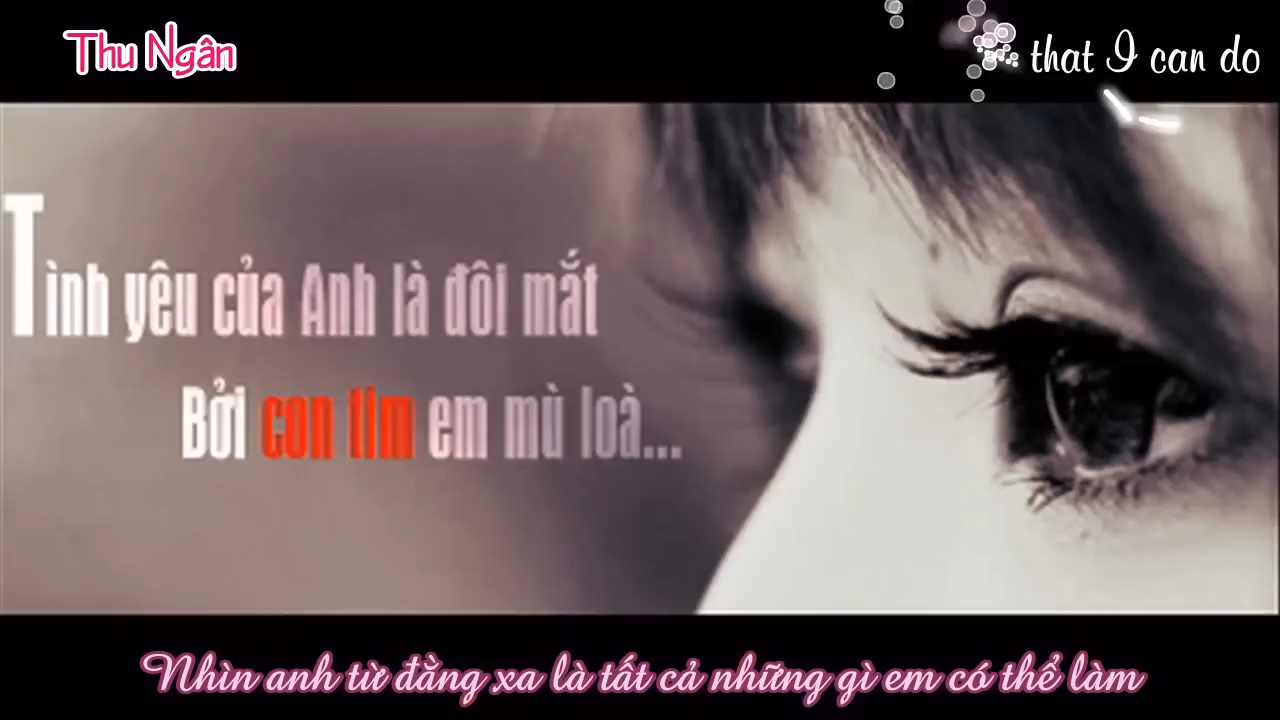 Thu Ngân
that I can do
Tình yêu của Anh là đôi mắt
Bởi con tim em mù loà...
Nhìn anh từ đằng xa là tất cả những gì em có thể làm